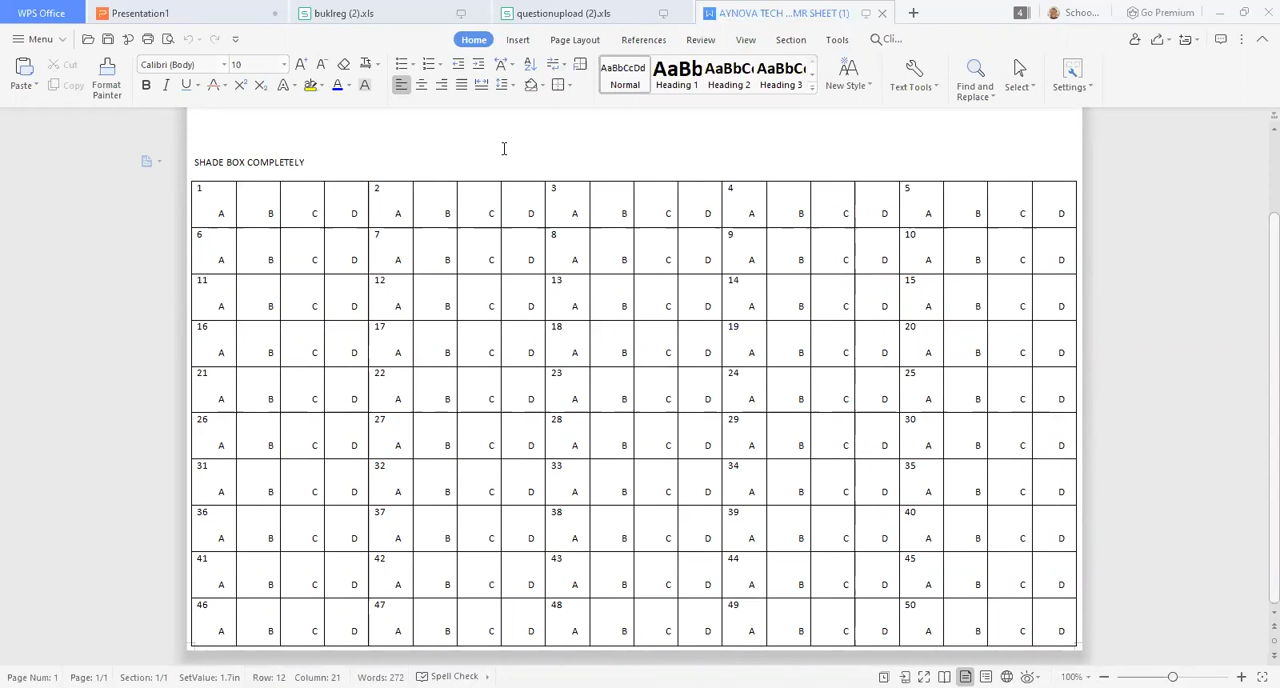 WPS Office Presentation1 buklreg (2).xls questionupload (2).xls AYNOVA TECH ...MR SHEET (1) 4 Schoo... Go Premium
Menu Home Insert Page Layout References Review View Section Tools Cli...
Paste Cut Copy Format Painter Calibri (Body) 10 AaBbCcDd Normal AaBb Heading 1 AaBbC Heading 2 AaBbC Heading 3 New Style Text Tools Find and Replace Select Settings
SHADE BOX COMPLETELY
1 2 3 4 5
A B C D A B C D A B C D A B C D A B C D
6 7 8 9 10
A B C D A B C D A B C D A B C D A B C D
11 12 13 14 15
A B C D A B C D A B C D A B C D A B C D
16 17 18 19 20
A B C D A B C D A B C D A B C D A B C D
21 22 23 24 25
A B C D A B C D A B C D A B C D A B C D
26 27 28 29 30
A B C D A B C D A B C D A B C D A B C D
31 32 33 34 35
A B C D A B C D A B C D A B C D A B C D
36 37 38 39 40
A B C D A B C D A B C D A B C D A B C D
41 42 43 44 45
A B C D A B C D A B C D A B C D A B C D
46 47 48 49 50
A B C D A B C D A B C D A B C D A B C D
Page Num: 1 Page: 1/1 Section: 1/1 SetValue: 1.7in Row: 1 Column: 21 Words: 272 Spell Check 100%